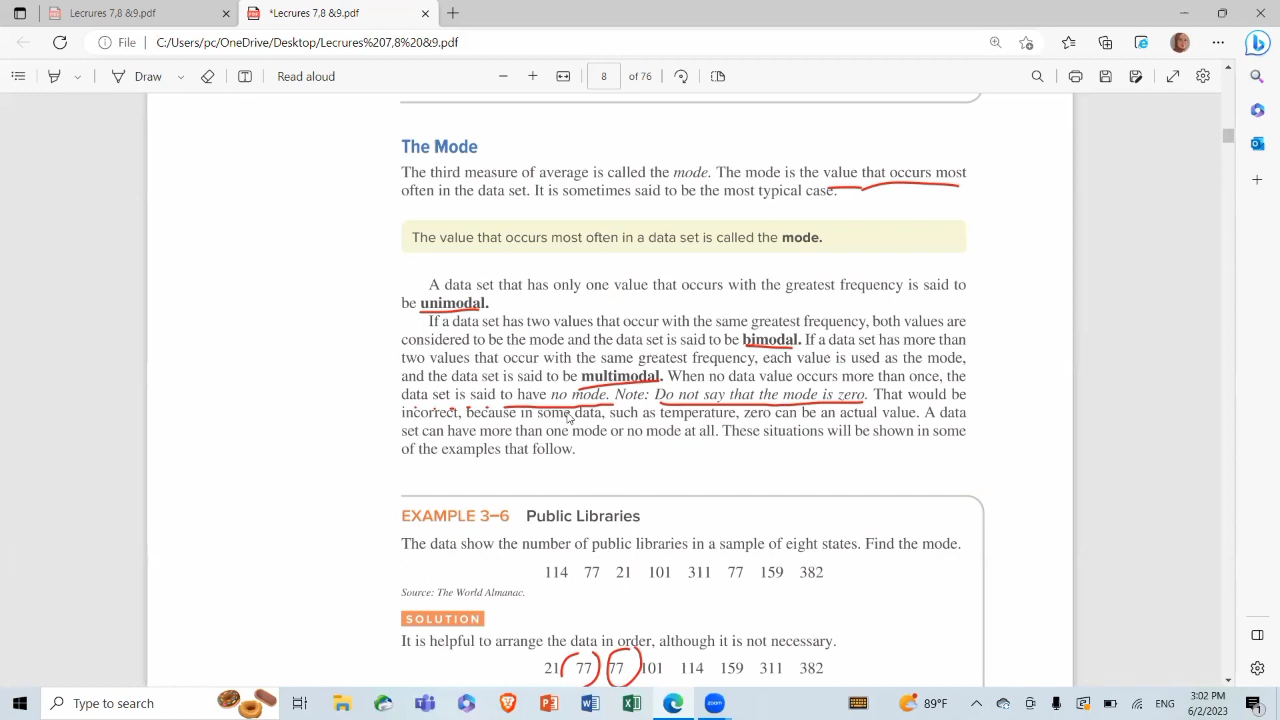 *Lectures 7,8 &9.pdf
File
C:/Users/pc/OneDrive/Desktop/Lecures%207,8%20&9.pdf
Draw
Read aloud
8
of 76
The Mode
The third measure of average is called the mode. The mode is the value that occurs most
often in the data set. It is sometimes said to be the most typical case.
The value that occurs most often in a data set is called the mode.
A data set that has only one value that occurs with the greatest frequency is said to
be unimodal.
If a data set has two values that occur with the same greatest frequency, both values are
considered to be the mode and the data set is said to be bimodal. If a data set has more than
two values that occur with the same greatest frequency, each value is used as the mode,
and the data set is said to be multimodal. When no data value occurs more than once, the
data set is said to have no mode. Note: Do not say that the mode is zero. That would be
incorrect, because in some data, such as temperature, zero can be an actual value. A data
set can have more than one mode or no mode at all. These situations will be shown in some
of the examples that follow.
EXAMPLE 3–6 Public Libraries
The data show the number of public libraries in a sample of eight states. Find the mode.
114 77 21 101 311 77 159 382
Source: The World Almanac.
SOLUTION
It is helpful to arrange the data in order, although it is not necessary.
21 77 77 101 114 159 311 382
Type to search
zoom
89°F
ENG
3:02 PM
6/2/2023